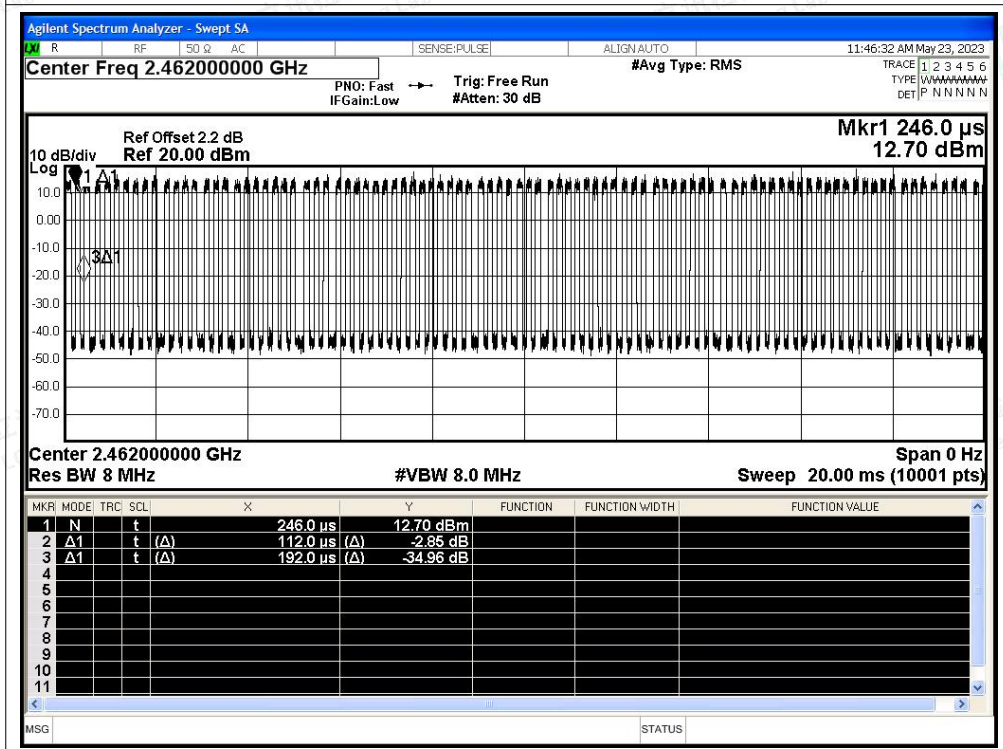 Agilent Spectrum Analyzer - Swept SA
LXI R RF 50 Ω AC SENSE:PULSE ALIGN AUTO 11:46:32 AM May 23, 2023
Center Freq 2.462000000 GHz #Avg Type: RMS TRACE 1 2 3 4 5 6
PNO: Fast Trig: Free Run TYPE
IFGain:Low #Atten: 30 dB DET P N N N N N
Mkr1 246.0 µs
Ref Offset 2.2 dB
10 dB/div Ref 20.00 dBm 12.70 dBm
Log
1 Δ1
10.0
0.00
-10.0
3Δ1
-20.0
-30.0
-40.0
-50.0
-60.0
-70.0
Center 2.462000000 GHz Span 0 Hz
Res BW 8 MHz #VBW 8.0 MHz Sweep 20.00 ms (10001 pts)
MKR MODE TRC SCL X Y FUNCTION FUNCTION WIDTH FUNCTION VALUE
1 N t 246.0 µs 12.70 dBm
2 Δ1 t (Δ) 112.0 µs (Δ) -2.85 dB
3 Δ1 t (Δ) 192.0 µs (Δ) -34.96 dB
4
5
6
7
8
9
10
11
MSG STATUS